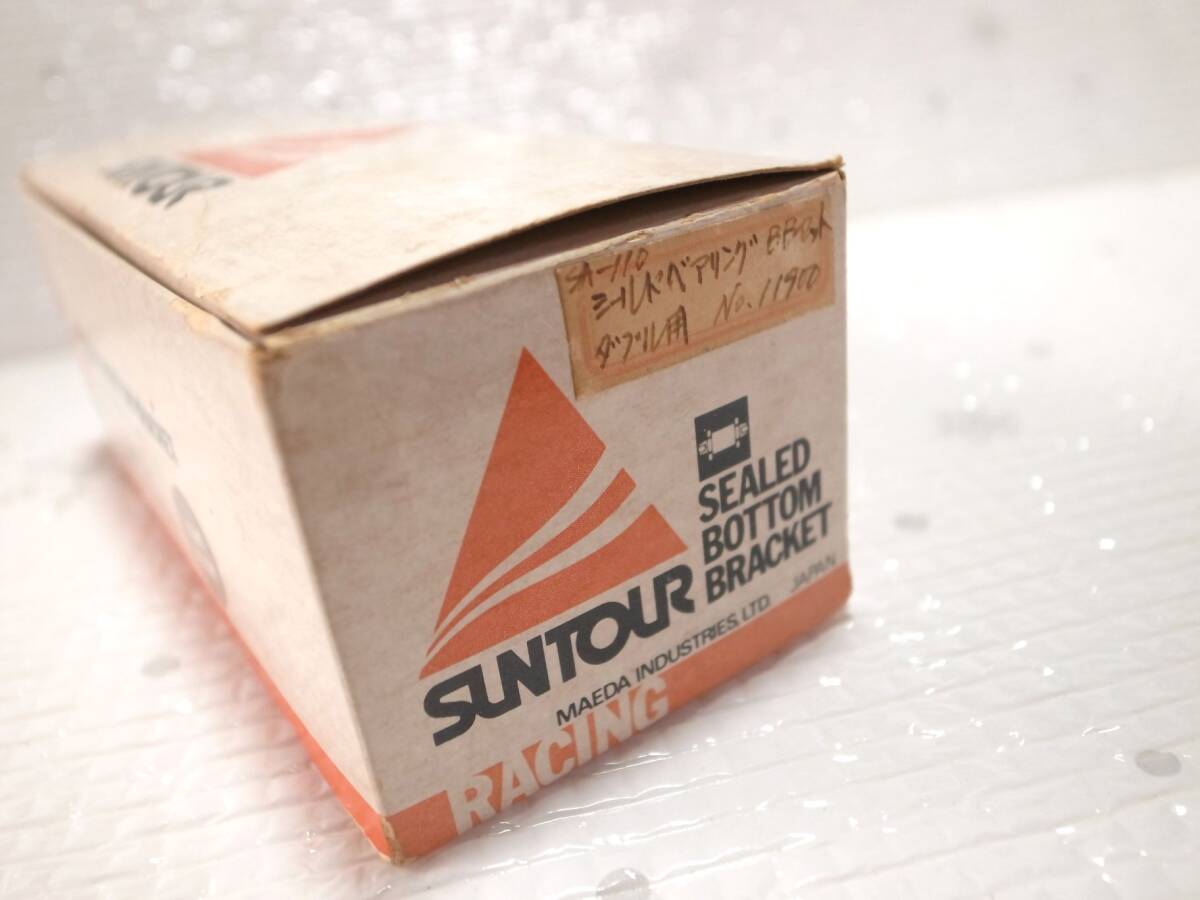 SA-110
シールドベアリング BBセット
ダブル用 No.11900
SEALED
BOTTOM
BRACKET
SUNTOUR
MAEDA INDUSTRIES, LTD. JAPAN
RACING